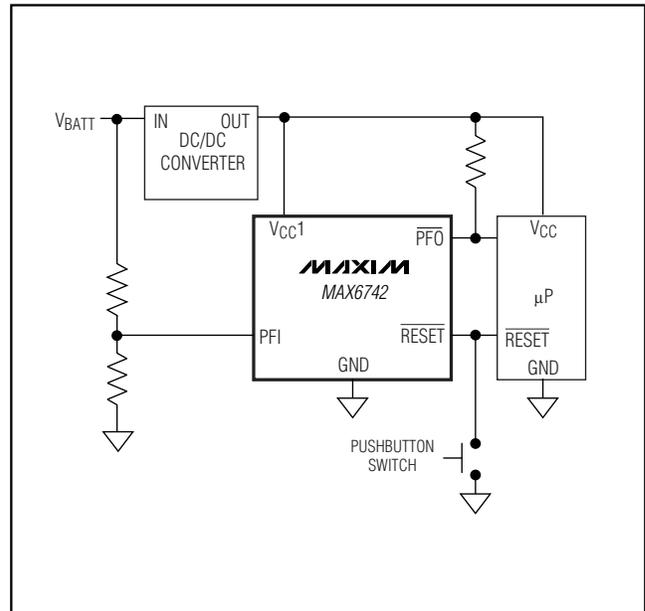 VBATT
IN OUT
DC/DC
CONVERTER
VCC1
PFO
VCC
MAXIM
MAX6742
μP
PFI
RESET
RESET
GND
GND
PUSHBUTTON
SWITCH